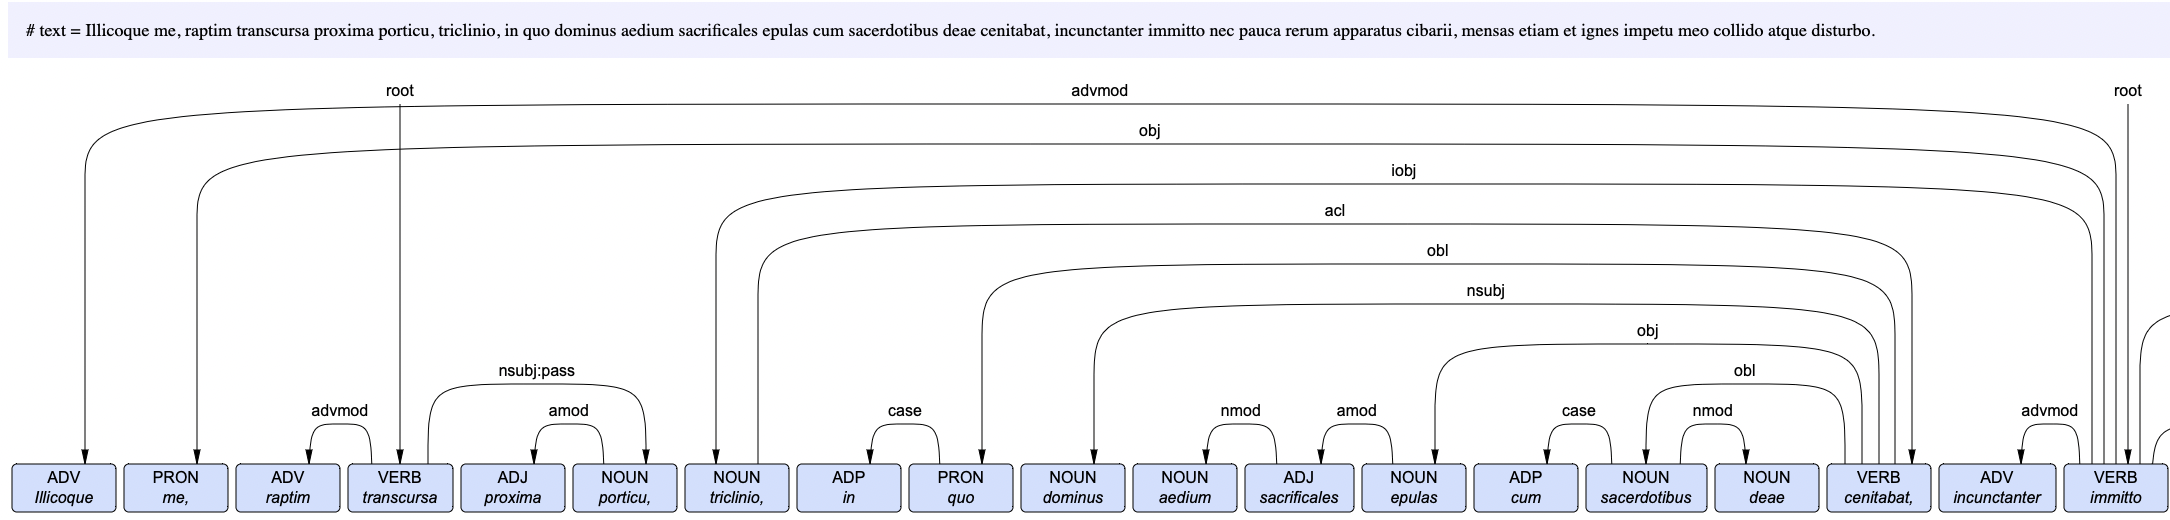 # text = Illicoque me, raptim transcursa proxima porticu, triclinio, in quo dominus aedium sacrificales epulas cum sacerdotibus deae cenitabat, incunctanter immitto nec pauca rerum apparatus cibarii, mensas etiam et ignes impetu meo collido atque disturbo.
root advmod root
obj
iobj
acl
obl
nsubj
obj
nsubj:pass obl
advmod amod case nmod amod case nmod advmod
ADV PRON ADV VERB ADJ NOUN NOUN ADP PRON NOUN NOUN ADJ NOUN ADP NOUN NOUN VERB ADV VERB
Illicoque me, raptim transcursa proxima porticu, triclinio, in quo dominus aedium sacrificales epulas cum sacerdotibus deae cenitabat, incunctanter immitto